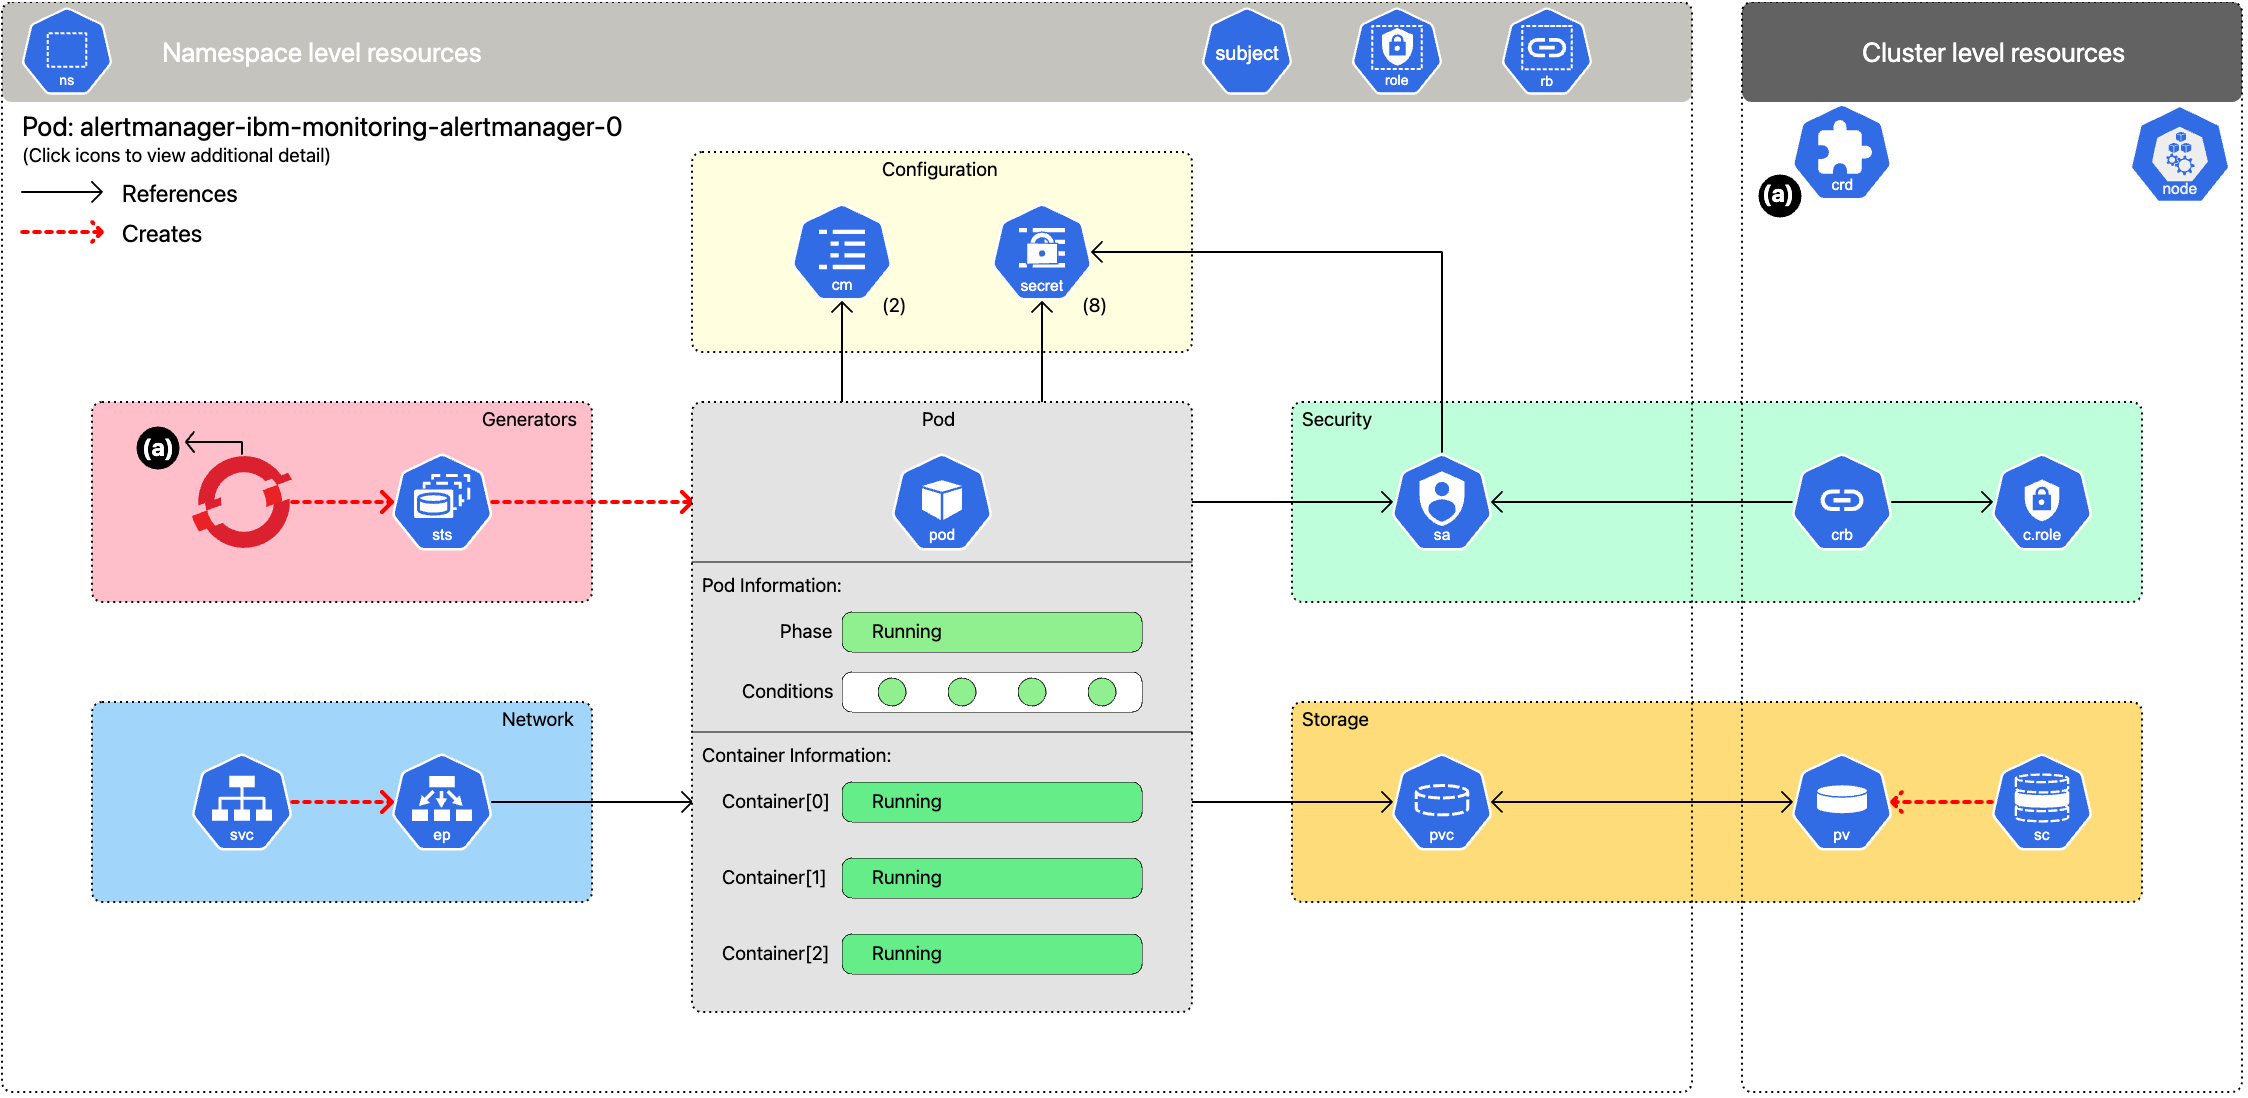 ns
Namespace level resources
subject
role
rb
Cluster level resources
Pod: alertmanager-ibm-monitoring-alertmanager-0
(Click icons to view additional detail)
References
Creates
Configuration
cm
(2)
secret
(8)
(a)
crd
node
Generators
(a)
sts
Pod
pod
Security
sa
crb
c.role
Pod Information:
Phase
Running
Conditions
Network
svc
ep
Container Information:
Container[0]
Running
Container[1]
Running
Container[2]
Running
Storage
pvc
pv
sc